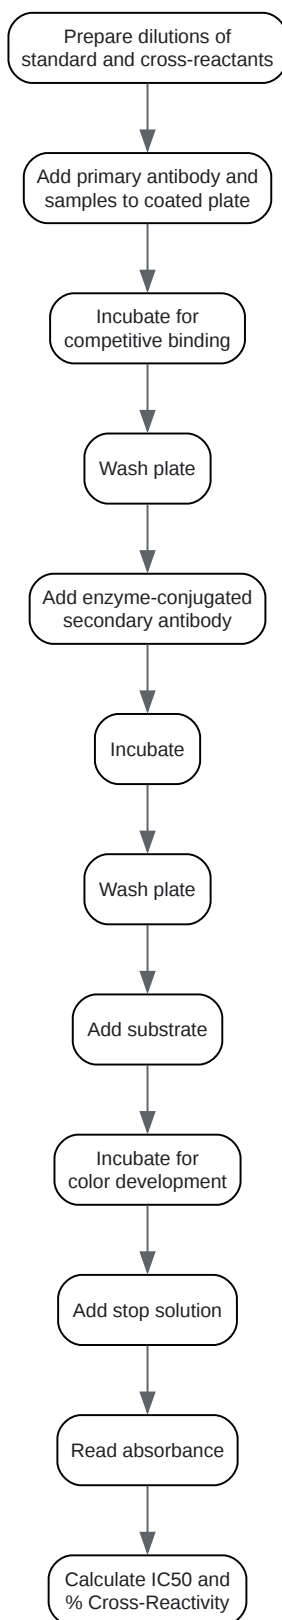 Prepare dilutions of
standard and cross-reactants
Add primary antibody and
samples to coated plate
Incubate for
competitive binding
Wash plate
Add enzyme-conjugated
secondary antibody
Incubate
Wash plate
Add substrate
Incubate for
color development
Add stop solution
Read absorbance
Calculate IC50 and
% Cross-Reactivity